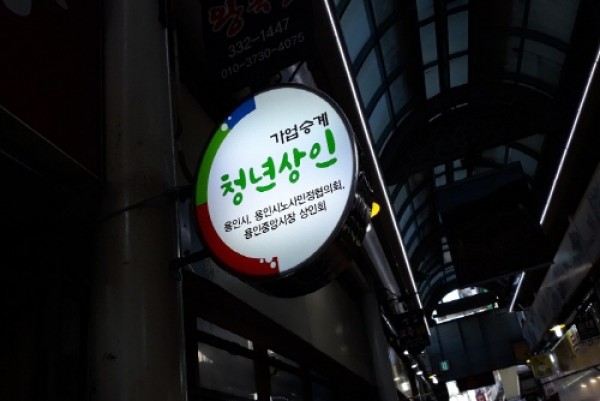 332-1447
010-3730-4075
가업승계
청년상인
용인시, 용인시노사민정협의회,
용인중앙시장 상인회